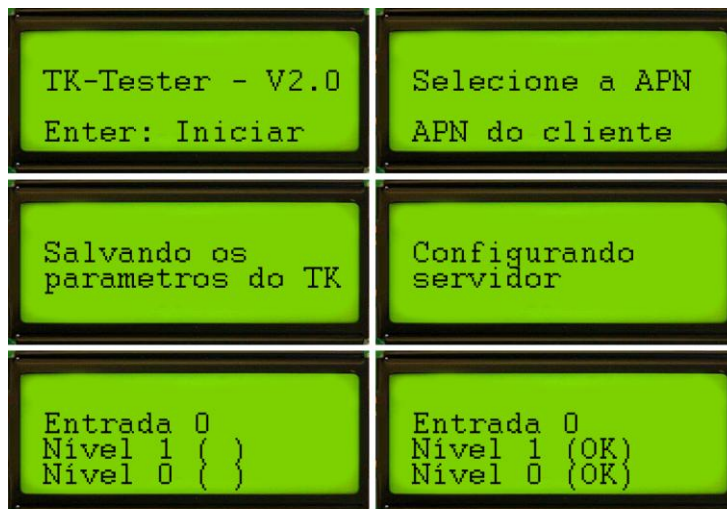 TK-Tester - V2.0
Enter: Iniciar
Selecione a APN
APN do cliente
Salvando os
parametros do TK
Configurando
servidor
Entrada 0
Nível 1 ( )
Nível 0 ( )
Entrada 0
Nível 1 (OK)
Nível 0 (OK)